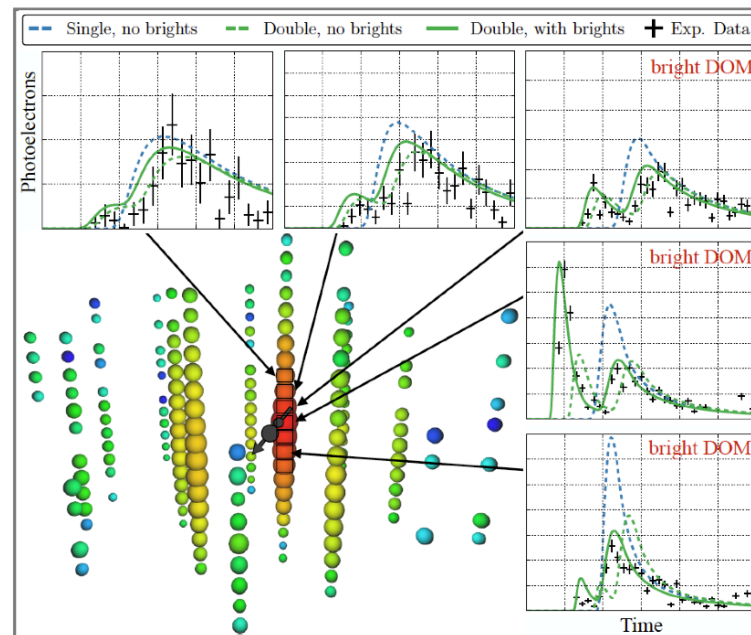 Single, no brights
Double, no brights
Double, with brights
Exp. Data
Photoelectrons
bright DOM
bright DOM
bright DOM
Time